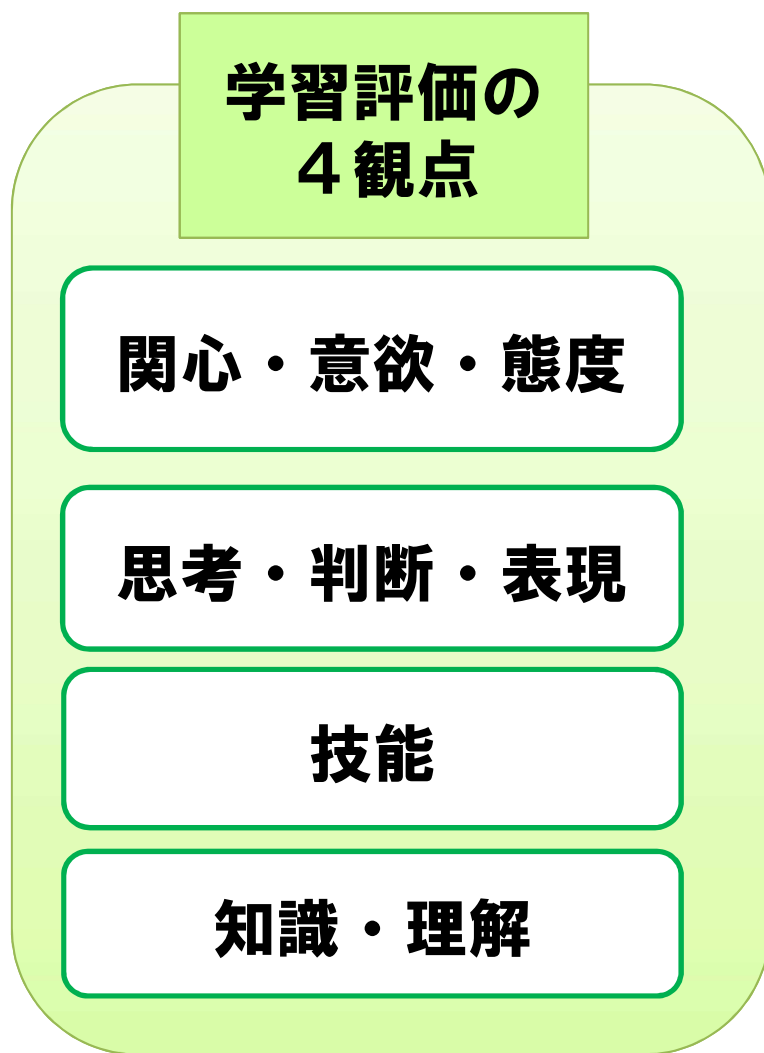 学習評価の
４観点
関心・意欲・態度
思考・判断・表現
技能
知識・理解